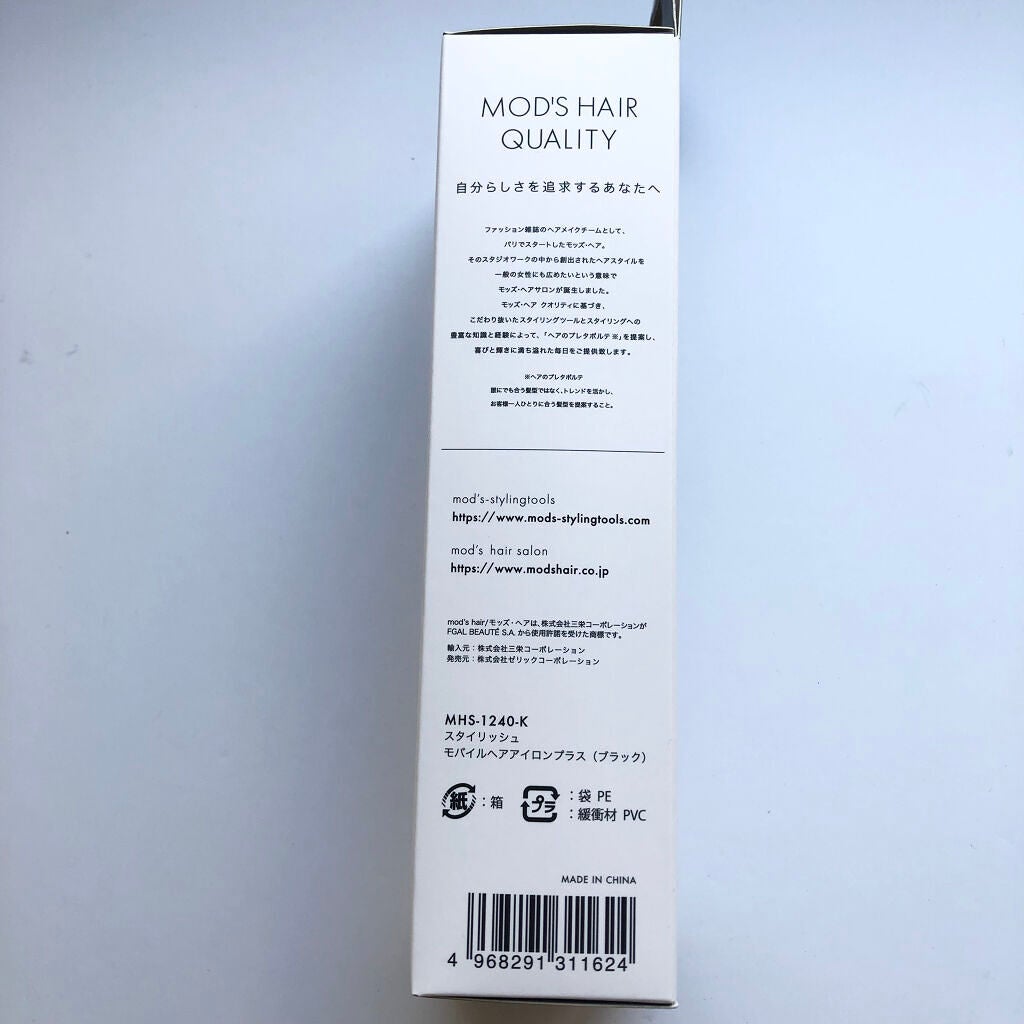 MOD'S HAIR
QUALITY
自分らしさを追求するあなたへ
ファッション雑誌のヘアメイクチームとして、
パリでスタートしたモッズ・ヘア。
そのスタジオワークの中から創出されたヘアスタイルを
一般の女性にも広めたいという意味で
モッズ・ヘアサロンが誕生しました。
モッズ・ヘア クオリティに基づき、
こだわり抜いたスタイリングツールとスタイリングへの
豊富な知識と経験によって、「ヘアのプレタポルテ※」を提案し、
喜びと輝きに満ち溢れた毎日をご提供致します。
※ヘアのプレタポルテ
誰にでも合う髪型ではなく、トレンドを活かし、
お客様一人ひとりに合う髪型を提案すること。
mod's-stylingtools
https://www.mods-stylingtools.com
mod's hair salon
https://www.modshair.co.jp
mod's hair/モッズ・ヘアは、株式会社三栄コーポレーションが
FGAL BEAUTÉ S.A. から使用許諾を受けた商標です。
輸入元：株式会社三栄コーポレーション
発売元：株式会社ゼリックコーポレーション
MHS-1240-K
スタイリッシュ
モバイルヘアアイロンプラス（ブラック）
紙：箱
プラ：袋 PE
：緩衝材 PVC
MADE IN CHINA
4 968291 311624